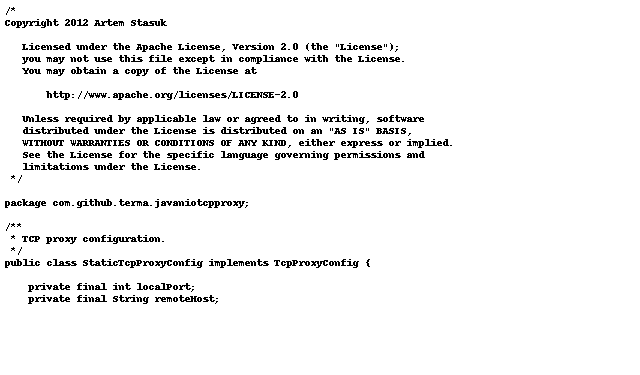 /*
Copyright 2012 Artem Stasuk

   Licensed under the Apache License, Version 2.0 (the "License");
   you may not use this file except in compliance with the License.
   You may obtain a copy of the License at

       http://www.apache.org/licenses/LICENSE-2.0

   Unless required by applicable law or agreed to in writing, software
   distributed under the License is distributed on an "AS IS" BASIS,
   WITHOUT WARRANTIES OR CONDITIONS OF ANY KIND, either express or implied.
   See the License for the specific language governing permissions and
   limitations under the License.
 */

package com.github.terma.javaniotcpproxy;

/**
 * TCP proxy configuration.
 */
public class StaticTcpProxyConfig implements TcpProxyConfig {

    private final int localPort;
    private final String remoteHost;